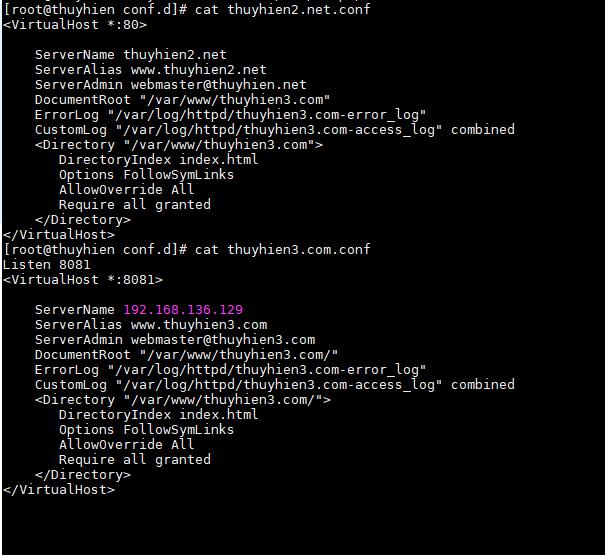 [root@thuyhien conf.d]# cat thuyhien2.net.conf
<VirtualHost *:80>
ServerName thuyhien2.net
ServerAlias www.thuyhien2.net
ServerAdmin webmaster@thuyhien.net
DocumentRoot "/var/www/thuyhien3.com"
ErrorLog "/var/log/httpd/thuyhien3.com-error_log"
CustomLog "/var/log/httpd/thuyhien3.com-access_log" combined
<Directory "/var/www/thuyhien3.com">
DirectoryIndex index.html
Options FollowSymLinks
AllowOverride All
Require all granted
</Directory>
</VirtualHost>
[root@thuyhien conf.d]# cat thuyhien3.com.conf
Listen 8081
<VirtualHost *:8081>
ServerName 192.168.136.129
ServerAlias www.thuyhien3.com
ServerAdmin webmaster@thuyhien3.com
DocumentRoot "/var/www/thuyhien3.com/"
ErrorLog "/var/log/httpd/thuyhien3.com-error_log"
CustomLog "/var/log/httpd/thuyhien3.com-access_log" combined
<Directory "/var/www/thuyhien3.com/">
DirectoryIndex index.html
Options FollowSymLinks
AllowOverride All
Require all granted
</Directory>
</VirtualHost>